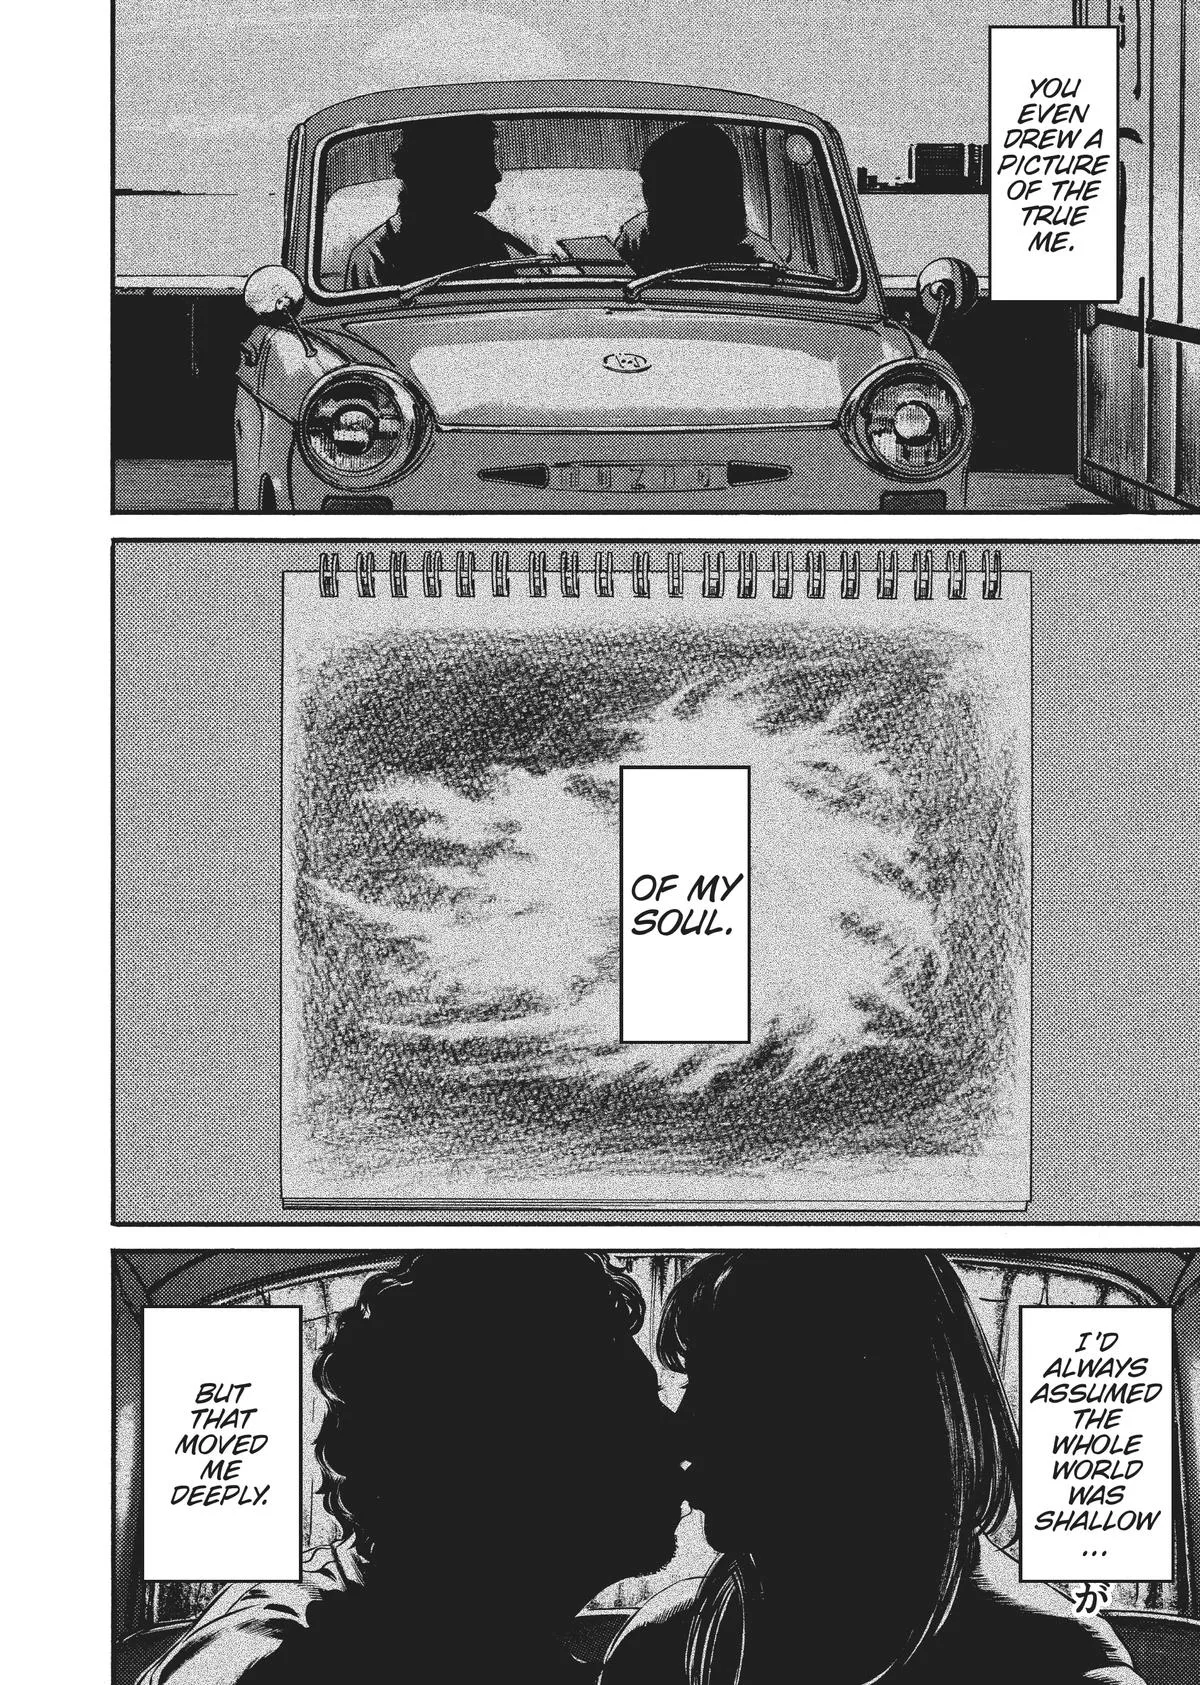 YOU
EVEN
DREW A
PICTURE
OF THE
TRUE
ME.
OF MY
SOUL.
I'D
ALWAYS
ASSUMED
THE
WHOLE
WORLD
WAS
SHALLOW
...
が
BUT
THAT
MOVED
ME
DEEPLY.